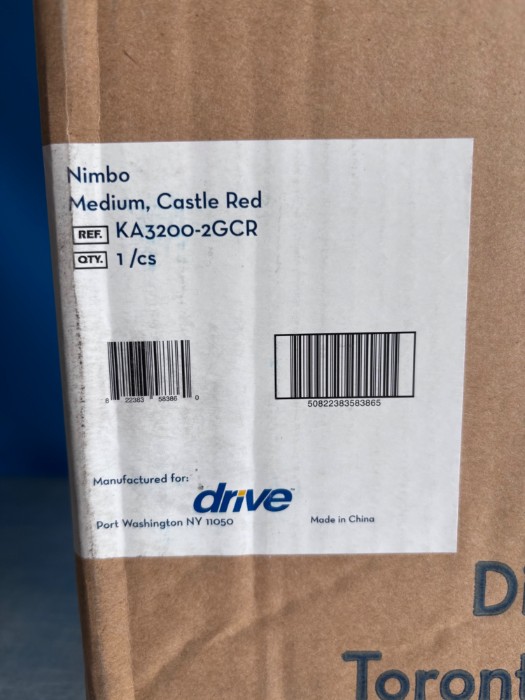 Nimbo
Medium, Castle Red
REF. KA3200-2GCR
QTY. 1 /cs
8 22383 58386 0
50822383583865
Manufactured for:
drive
Port Washington NY 11050
Made in China